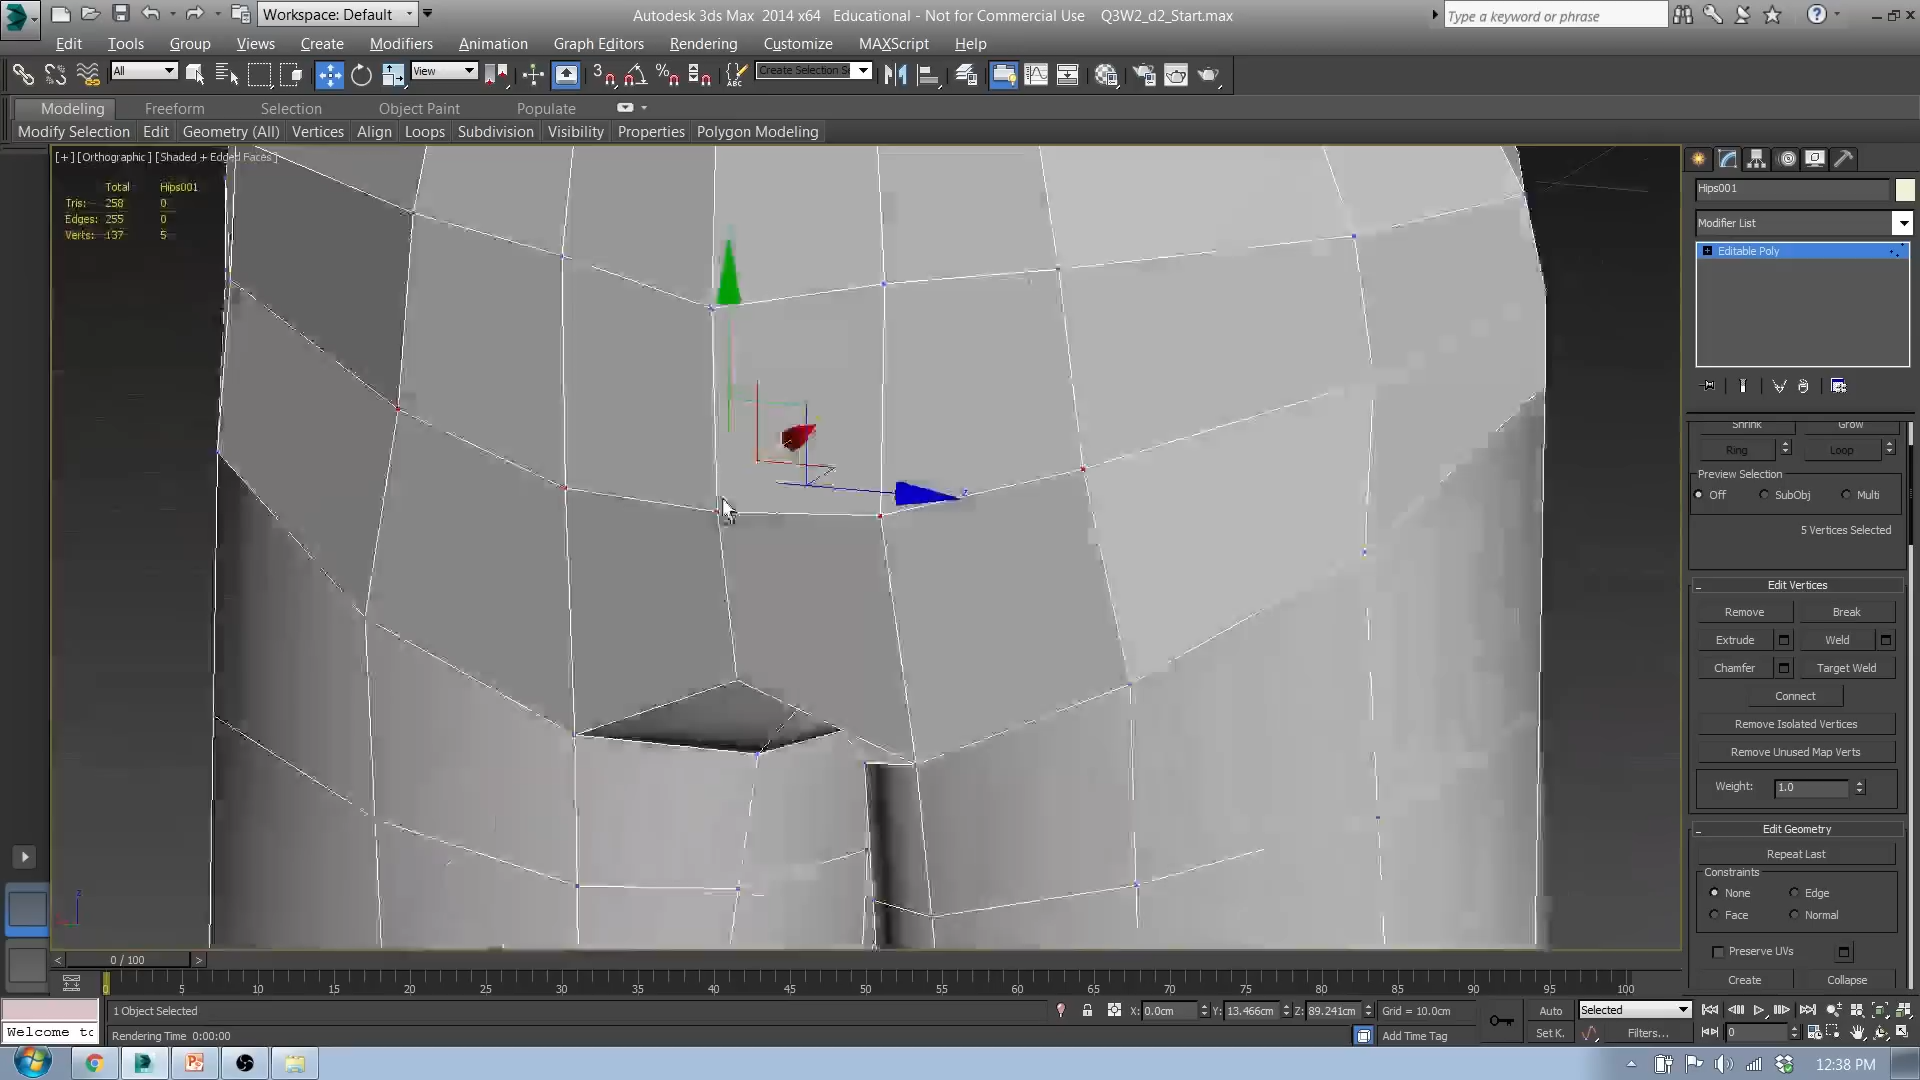 Workspace: Default
Autodesk 3ds Max 2014 x64 Educational - Not for Commercial Use Q3W2_d2_Start.max
Type a keyword or phrase
Edit Tools Group Views Create Modifiers Animation Graph Editors Rendering Customize MAXScript Help
All View Create Selection S
Modeling Freeform Selection Object Paint Populate
Modify Selection Edit Geometry (All) Vertices Align Loops Subdivision Visibility Properties Polygon Modeling
[+] [Orthographic] [Shaded + Edged Faces]
Total Hips001
Tris: 258 0
Edges: 255 0
Verts: 137 5
Hips001
Modifier List
Editable Poly
Shrink Grow
Ring Loop
Preview Selection
Off SubObj Multi
5 Vertices Selected
Edit Vertices
Remove Break
Extrude Weld
Chamfer Target Weld
Connect
Remove Isolated Vertices
Remove Unused Map Verts
Weight: 1.0
Edit Geometry
Repeat Last
Constraints
None Edge
Face Normal
Preserve UVs
Create Collapse
0 / 100
0 5 10 15 20 25 30 35 40 45 50 55 60 65 70 75 80 85 90 95 100
1 Object Selected X: 0.0cm Y: 13.466cm Z: 89.241cm Grid = 10.0cm Auto Selected
Welcome to Rendering Time 0:00:00 Add Time Tag Set K. Filters... 0
12:38 PM